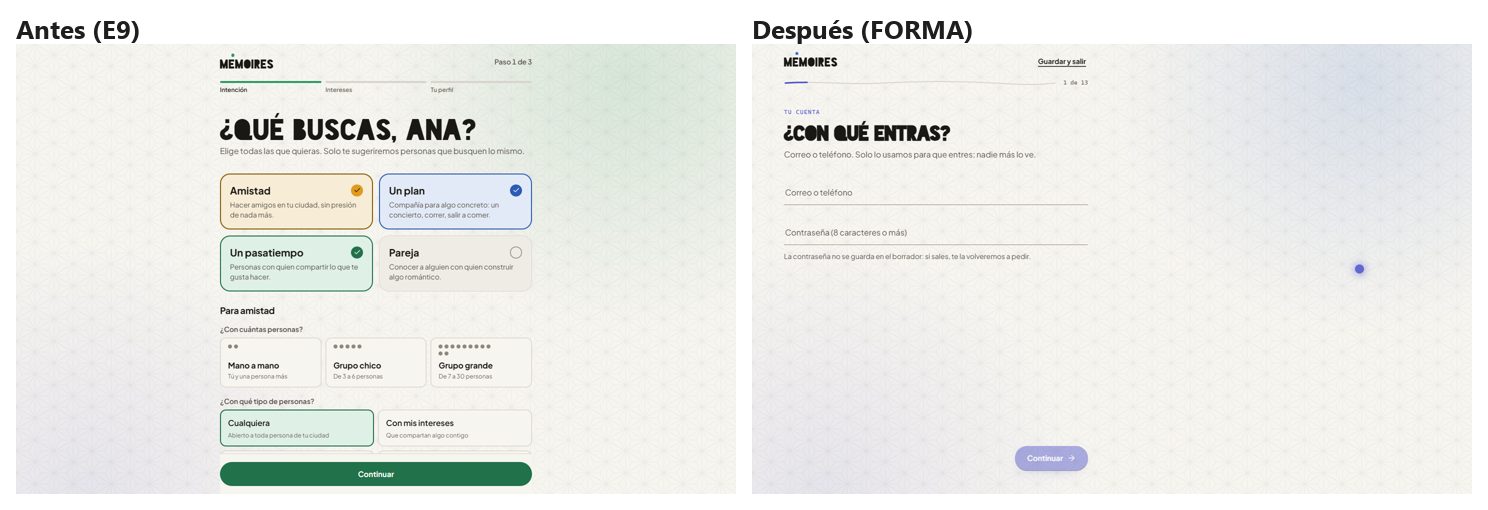 Antes (E9)
MEMOIRES
Paso 1 de 3
Intención
Intereses
Tu perfil
¿QUÉ BUSCAS, ANA?
Elige todas las que quieras. Solo te sugeriremos personas que busquen lo mismo.
Amistad
Hacer amigos en tu ciudad, sin presión
de nada más.
Un plan
Compañía para algo concreto: un
concierto, correr, salir a comer.
Un pasatiempo
Personas con quien compartir lo que te
gusta hacer.
Pareja
Conocer a alguien con quien construir
algo romántico.
Para amistad
¿Con cuántas personas?
Mano a mano
Tú y una persona más
Grupo chico
De 3 a 6 personas
Grupo grande
De 7 a 30 personas
¿Con qué tipo de personas?
Cualquiera
Abierto a toda persona de tu ciudad
Con mis intereses
Que compartan algo contigo
Continuar
Después (FORMA)
MEMOIRES
Guardar y salir
1 de 13
TU CUENTA
¿CON QUÉ ENTRAS?
Correo o teléfono. Solo lo usamos para que entres: nadie más lo ve.
Correo o teléfono
Contraseña (8 caracteres o más)
La contraseña no se guarda en el borrador: si sales, te la volveremos a pedir.
Continuar →